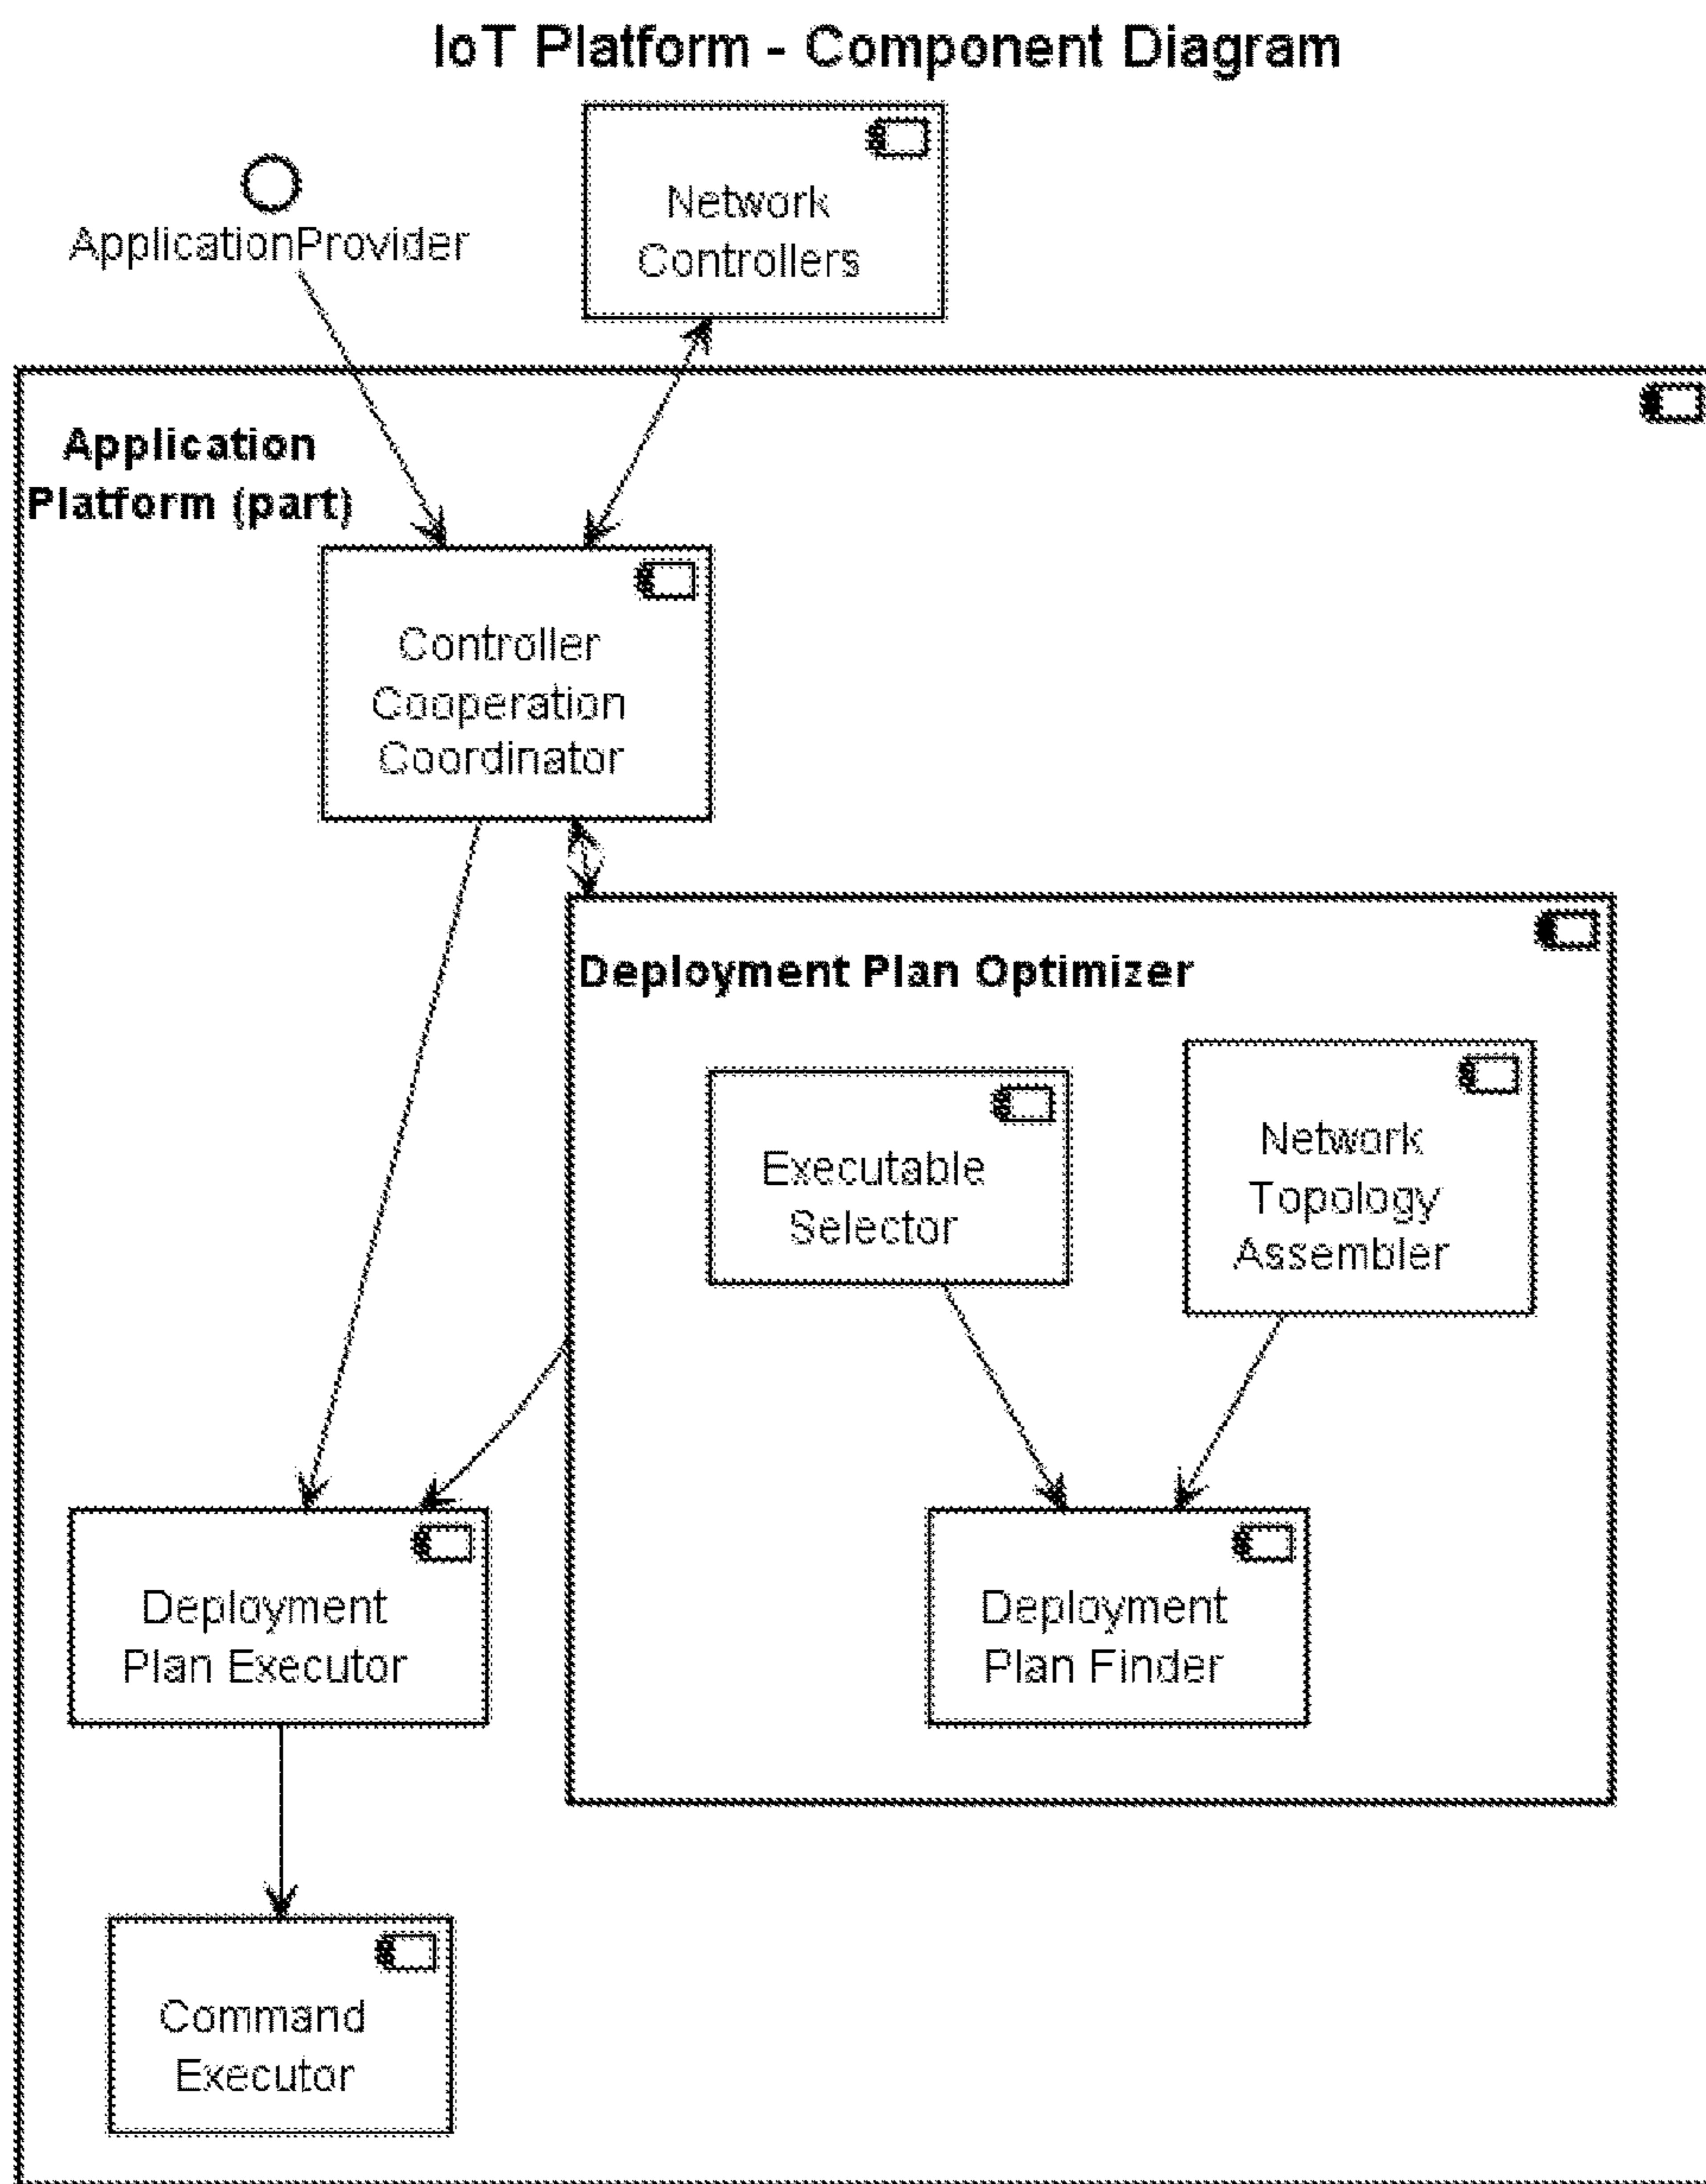 IoT Platform - Component Diagram
ApplicationProvider
Network
Controllers
Application
Platform (part)
Controller
Cooperation
Coordinator
Deployment Plan Optimizer
Executable
Selector
Network
Topology
Assembler
Deployment
Plan Executor
Deployment
Plan Finder
Command
Executor